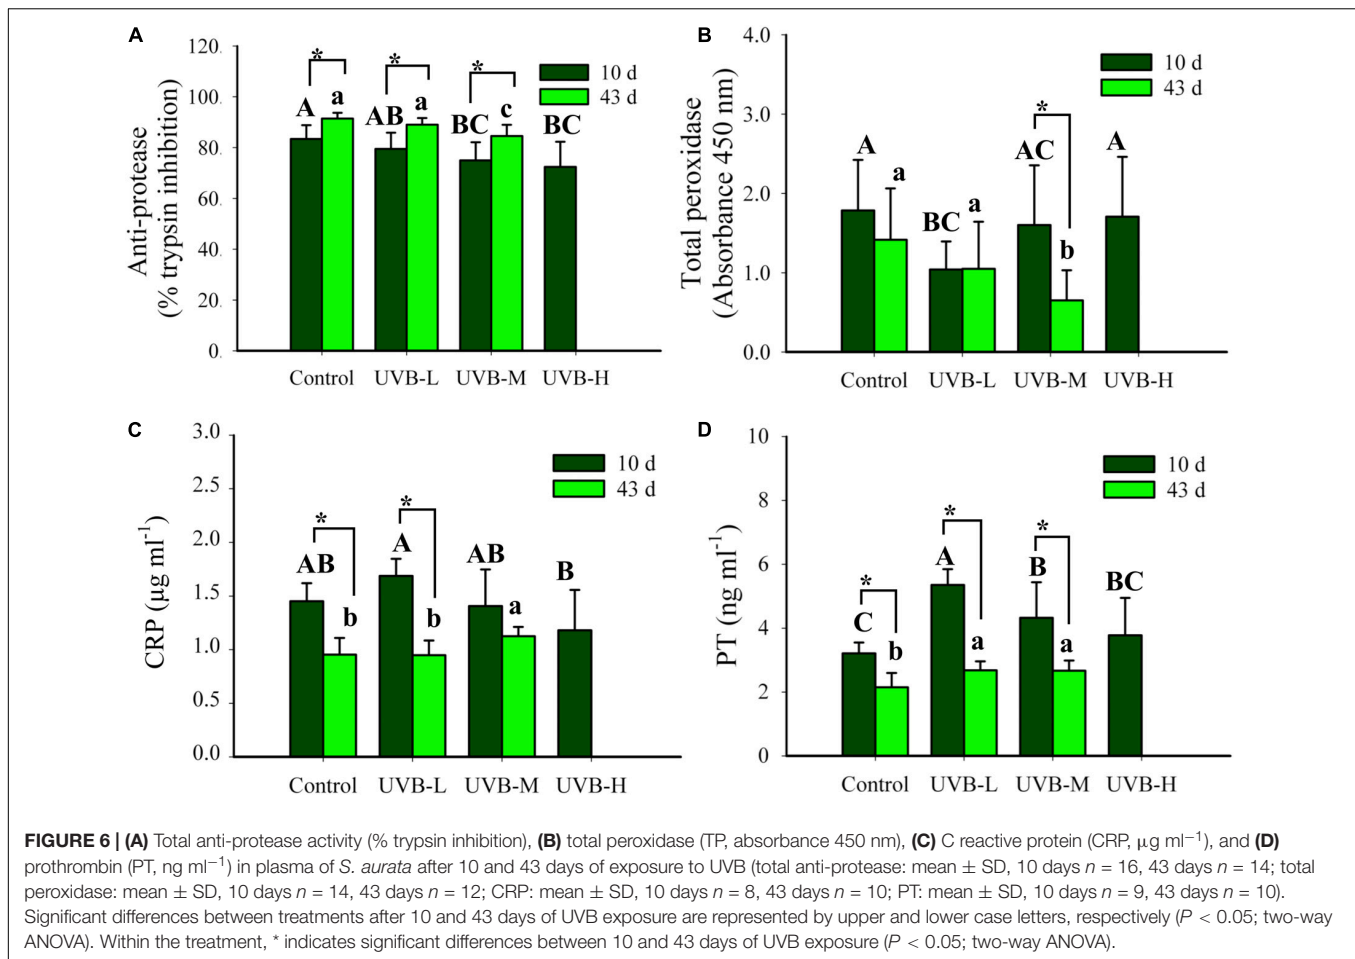 A
B
120.
100.
80.
60.
40.
20.
0.
Anti-protease
(% trypsin inhibition)
10 d
43 d
*
*
*
A
a
AB
a
BC
c
BC
Control
UVB-L
UVB-M
UVB-H
4.0
3.0
2.0
1.0
0.0
Total peroxidase
(Absorbance 450 nm)
10 d
43 d
*
A
a
BC
a
AC
b
A
Control
UVB-L
UVB-M
UVB-H
C
D
3.0
2.5
2.0
1.5
1.0
0.5
0.0
CRP (µg ml-1)
10 d
43 d
*
*
AB
b
A
b
AB
a
B
Control
UVB-L
UVB-M
UVB-H
10
8
6
4
2
0
PT (ng ml-1)
10 d
43 d
*
*
*
C
b
A
a
B
a
BC
Control
UVB-L
UVB-M
UVB-H
FIGURE 6 | (A) Total anti-protease activity (% trypsin inhibition), (B) total peroxidase (TP, absorbance 450 nm), (C) C reactive protein (CRP, µg ml−1), and (D)
prothrombin (PT, ng ml−1) in plasma of S. aurata after 10 and 43 days of exposure to UVB (total anti-protease: mean ± SD, 10 days n = 16, 43 days n = 14; total
peroxidase: mean ± SD, 10 days n = 14, 43 days n = 12; CRP: mean ± SD, 10 days n = 8, 43 days n = 10; PT: mean ± SD, 10 days n = 9, 43 days n = 10).
Significant differences between treatments after 10 and 43 days of UVB exposure are represented by upper and lower case letters, respectively (P < 0.05; two-way
ANOVA). Within the treatment, * indicates significant differences between 10 and 43 days of UVB exposure (P < 0.05; two-way ANOVA).